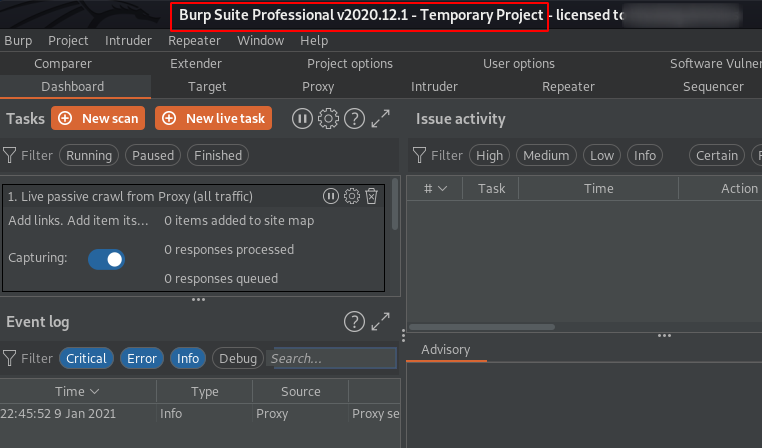 Burp Suite Professional v2020.12.1 - Temporary Project - licensed to
Burp Project Intruder Repeater Window Help
Comparer Extender Project options User options Software Vulner
Dashboard Target Proxy Intruder Repeater Sequencer
Tasks New scan New live task
Filter Running Paused Finished
1. Live passive crawl from Proxy (all traffic)
Add links. Add item its... 0 items added to site map
0 responses processed
Capturing:
0 responses queued
Event log
Filter Critical Error Info Debug Search...
Time Type Source
22:45:52 9 Jan 2021 Info Proxy Proxy se
Issue activity
Filter High Medium Low Info Certain F
# Task Time Action
Advisory